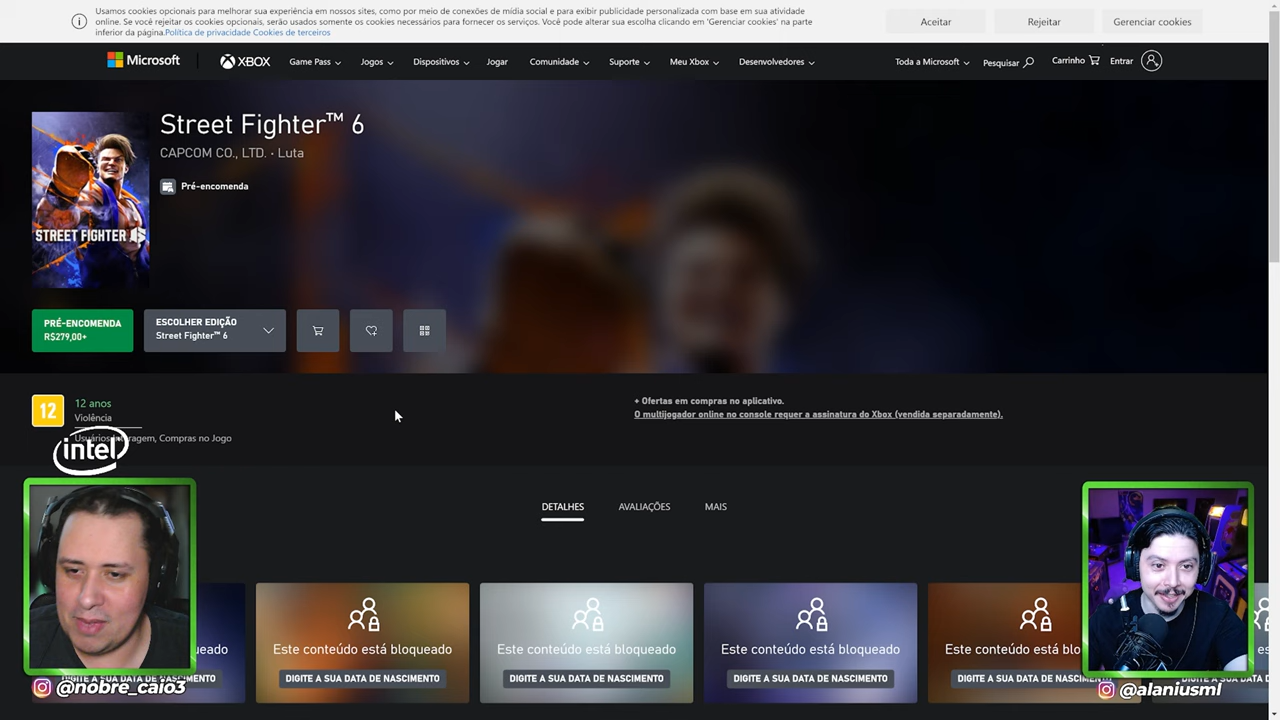 Usamos cookies opcionais para melhorar sua experiência em nossos sites, como por meio de conexões de mídia social e para exibir publicidade personalizada com base em sua atividade
online. Se você rejeitar os cookies opcionais, serão usados somente os cookies necessários para fornecer os serviços. Você pode alterar sua escolha clicando em 'Gerenciar cookies' na parte
inferior da página.Política de privacidade Cookies de terceiros
Aceitar
Rejeitar
Gerenciar cookies
Microsoft
XBOX
Game Pass
Jogos
Dispositivos
Jogar
Comunidade
Suporte
Meu Xbox
Desenvolvedores
Toda a Microsoft
Pesquisar
Carrinho
Entrar
Street Fighter™ 6
CAPCOM CO., LTD. • Luta
Pré-encomenda
STREET FIGHTER 6
PRÉ-ENCOMENDA
R$279,00+
ESCOLHER EDIÇÃO
Street Fighter™ 6
12
12 anos
Violência
Usuários Interagem, Compras no Jogo
+ Ofertas em compras no aplicativo.
O multijogador online no console requer a assinatura do Xbox (vendida separadamente).
intel
DETALHES
AVALIAÇÕES
MAIS
Este conteúdo está bloqueado
Este conteúdo está bloqueado
Este conteúdo está bloqueado
DIGITE A SUA DATA DE NASCIMENTO
DIGITE A SUA DATA DE NASCIMENTO
DIGITE A SUA DATA DE NASCIMENTO
DIGITE A SUA DATA DE NASCIMENTO
@nobre_caio3
@alaniusml